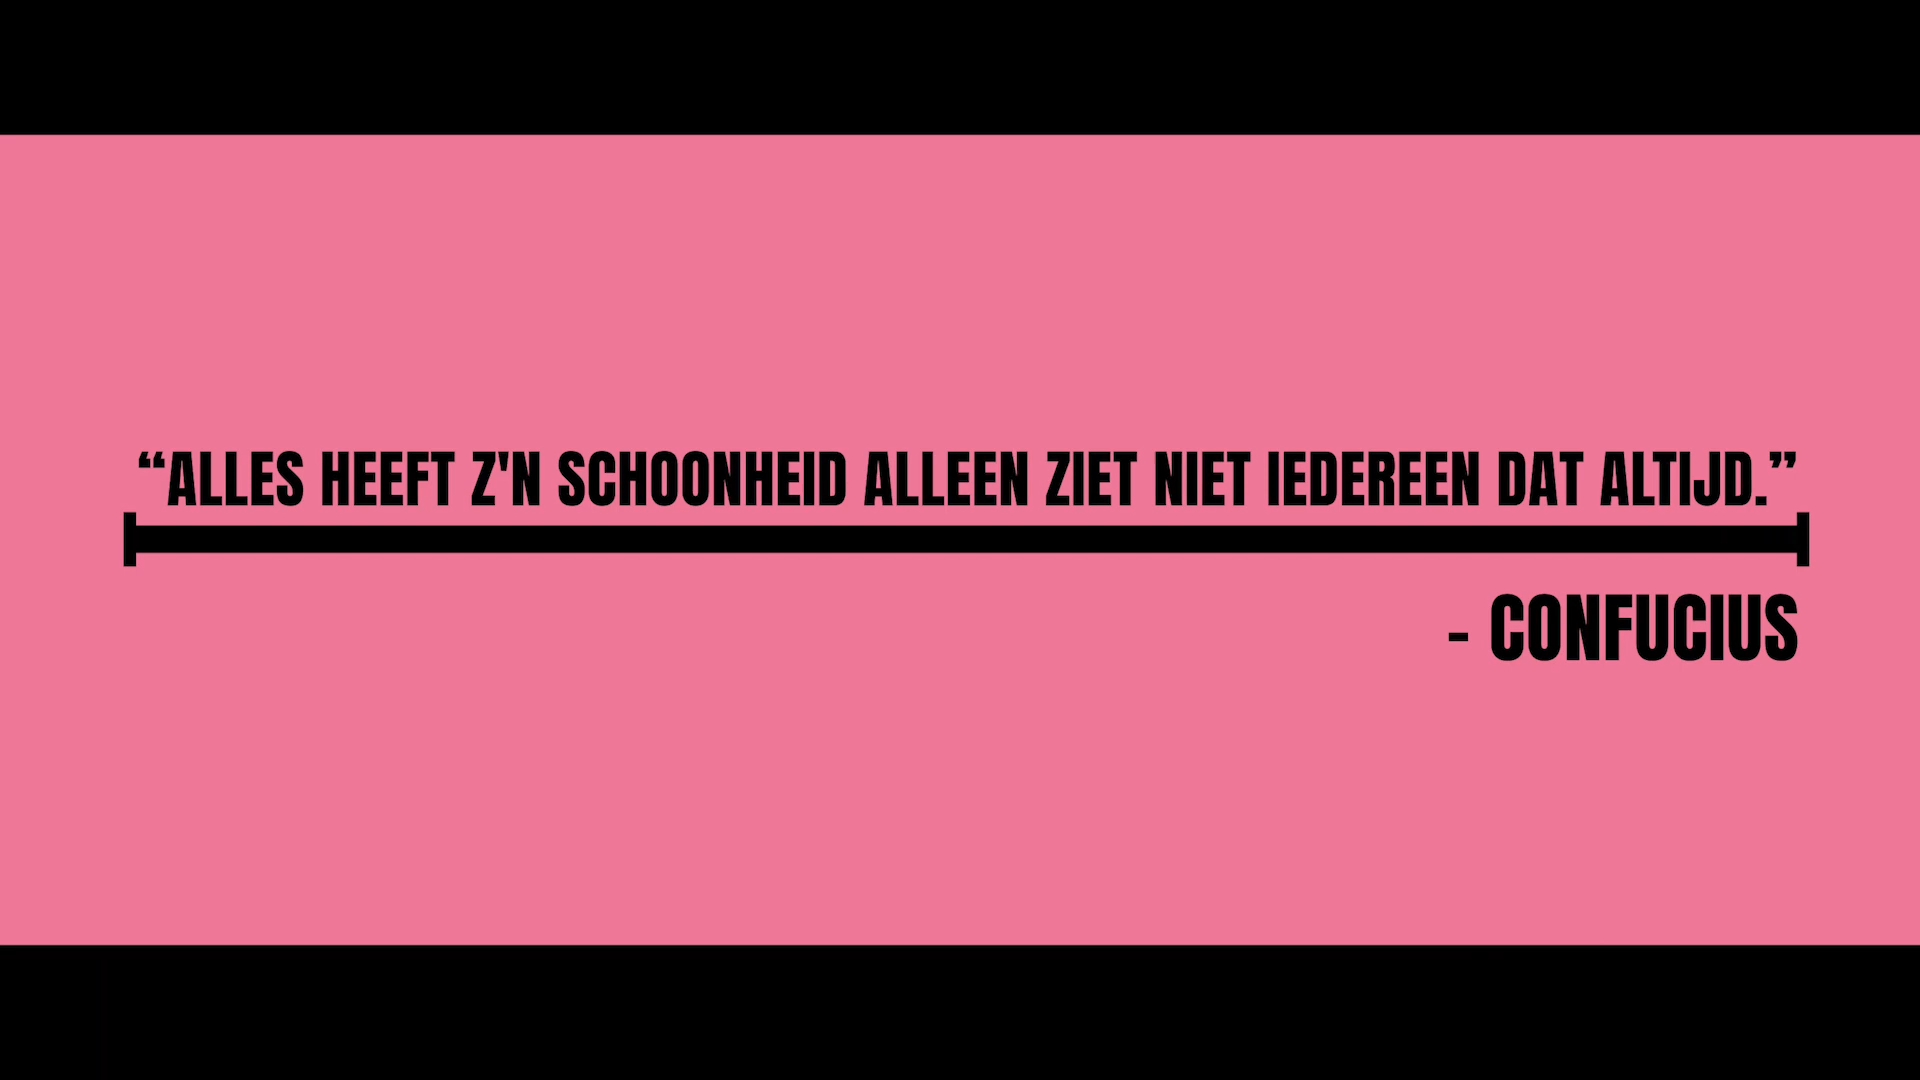 “ALLES HEEFT Z'N SCHOONHEID ALLEEN ZIET NIET IEDEREEN DAT ALTIJD.”
- CONFUCIUS